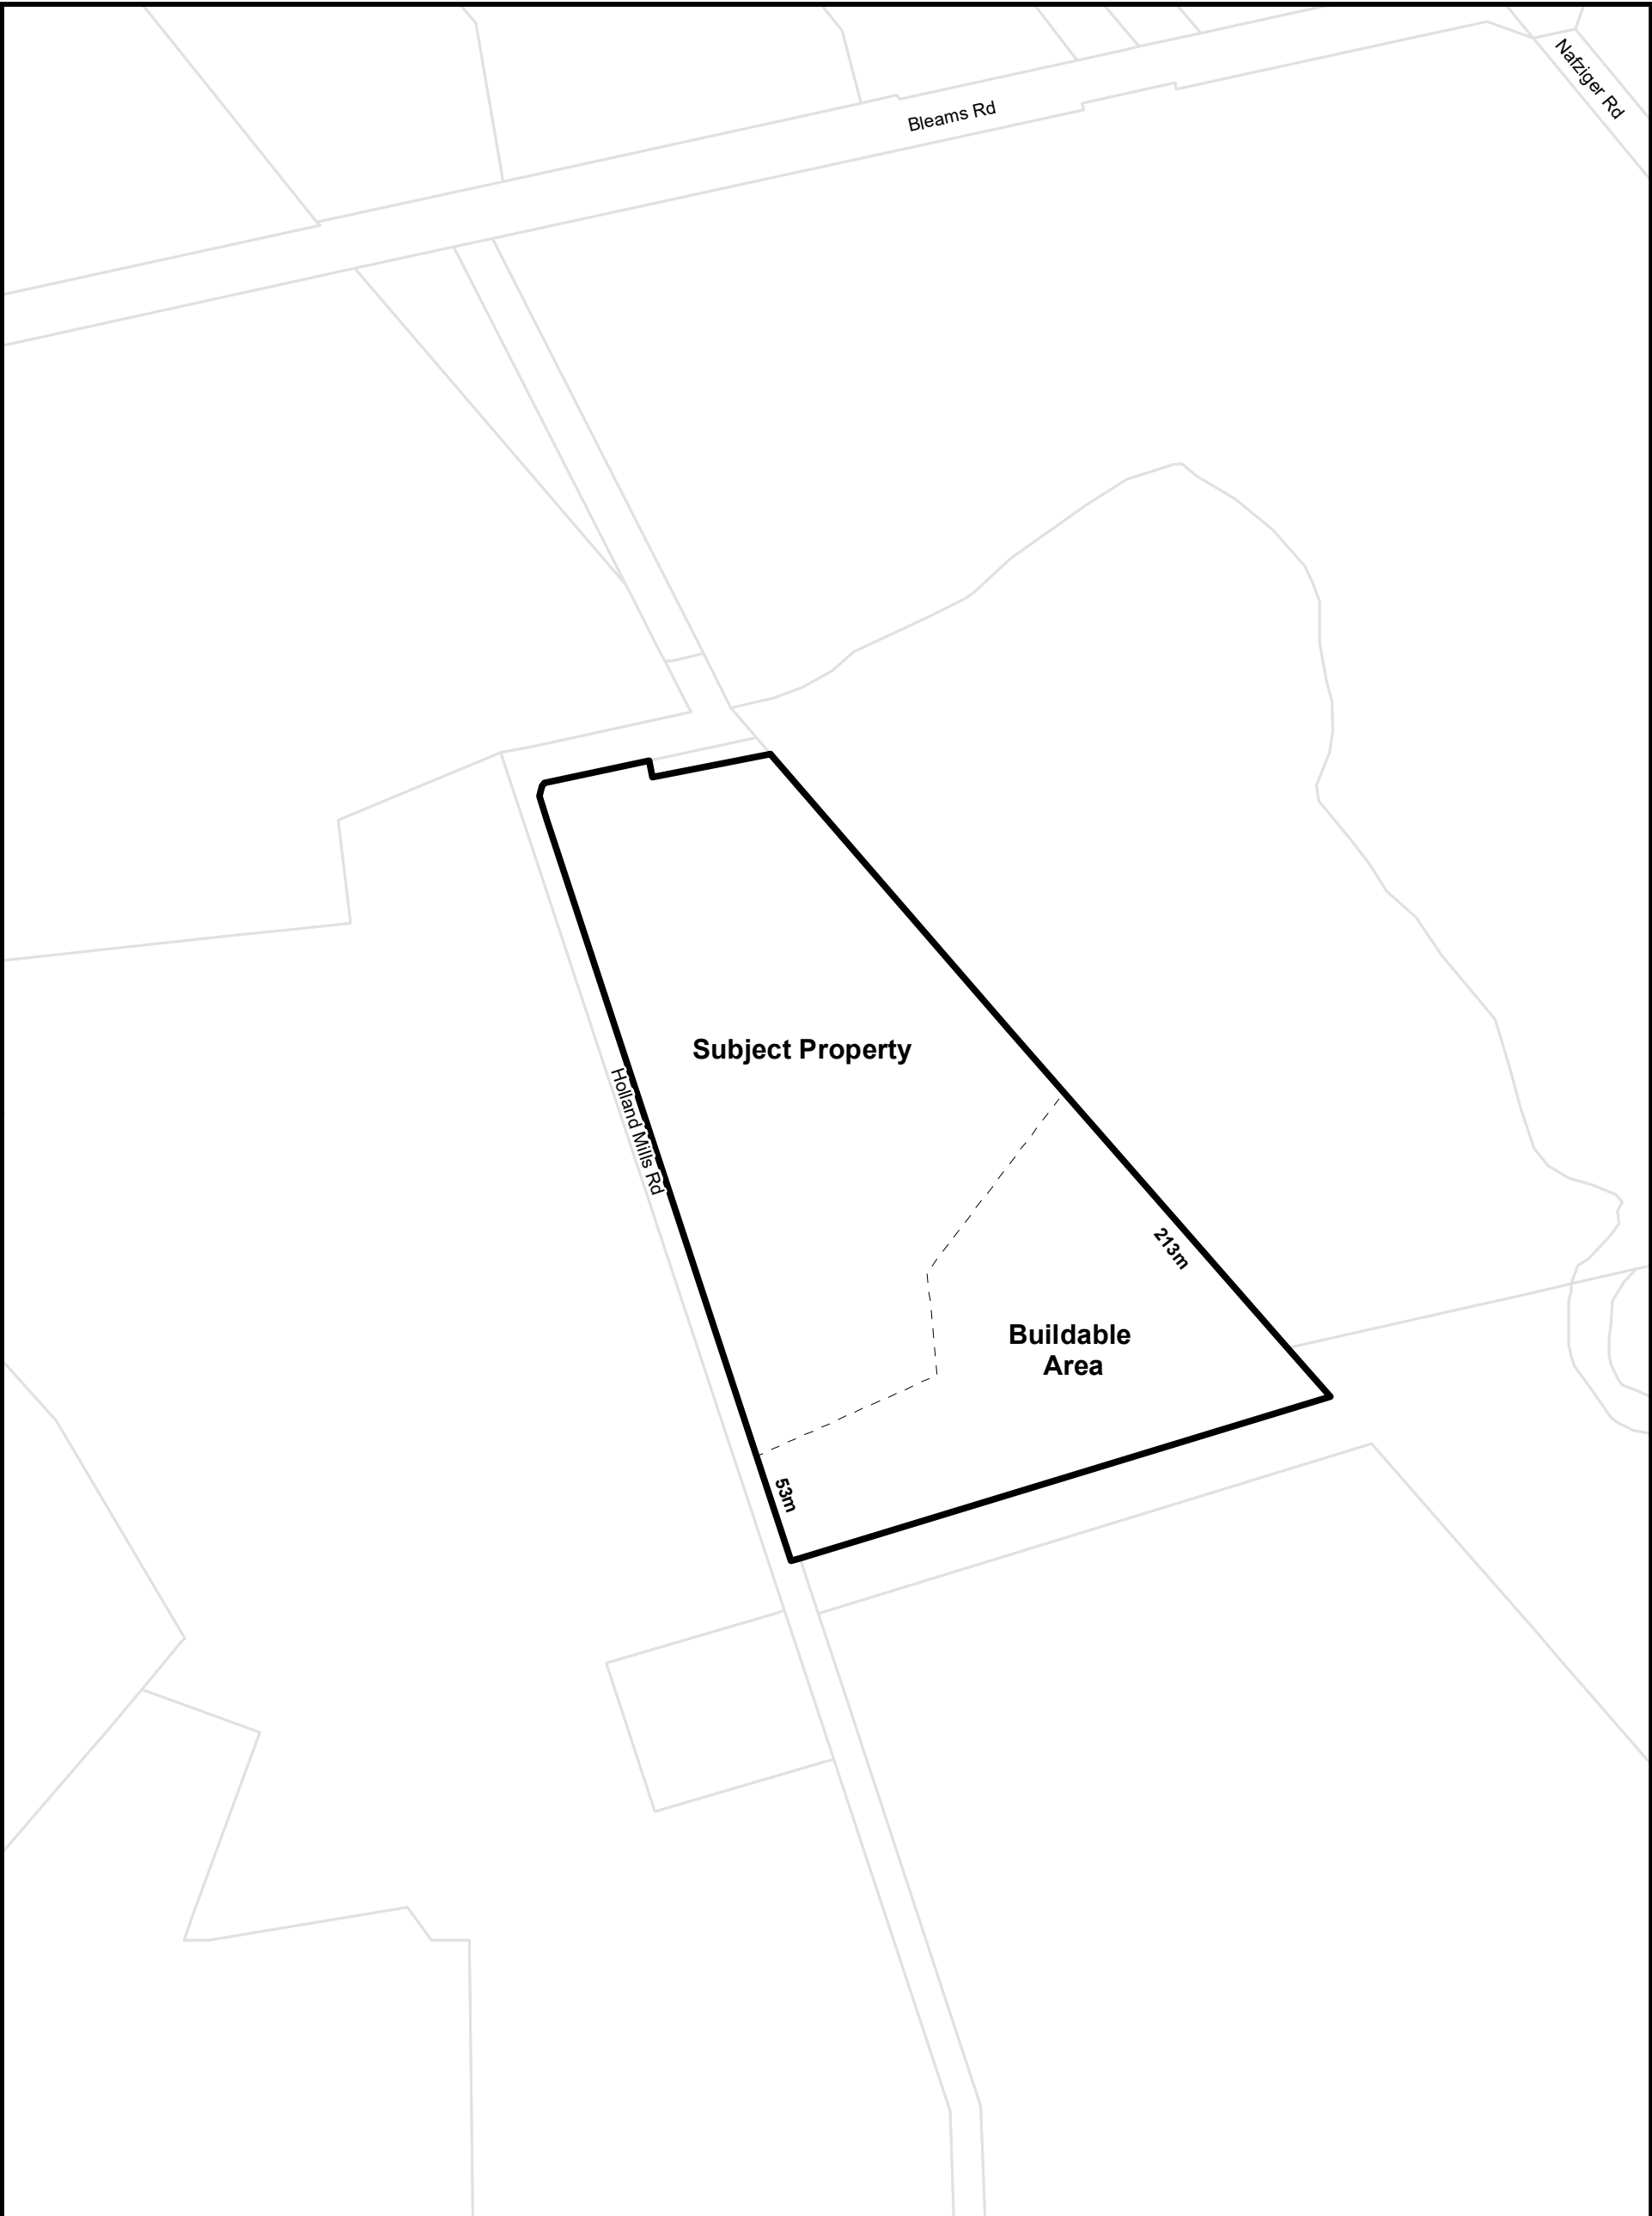 Nafziger Rd
Bleams Rd
Subject Property
Holland Mills Rd
213m
Buildable
Area
53m